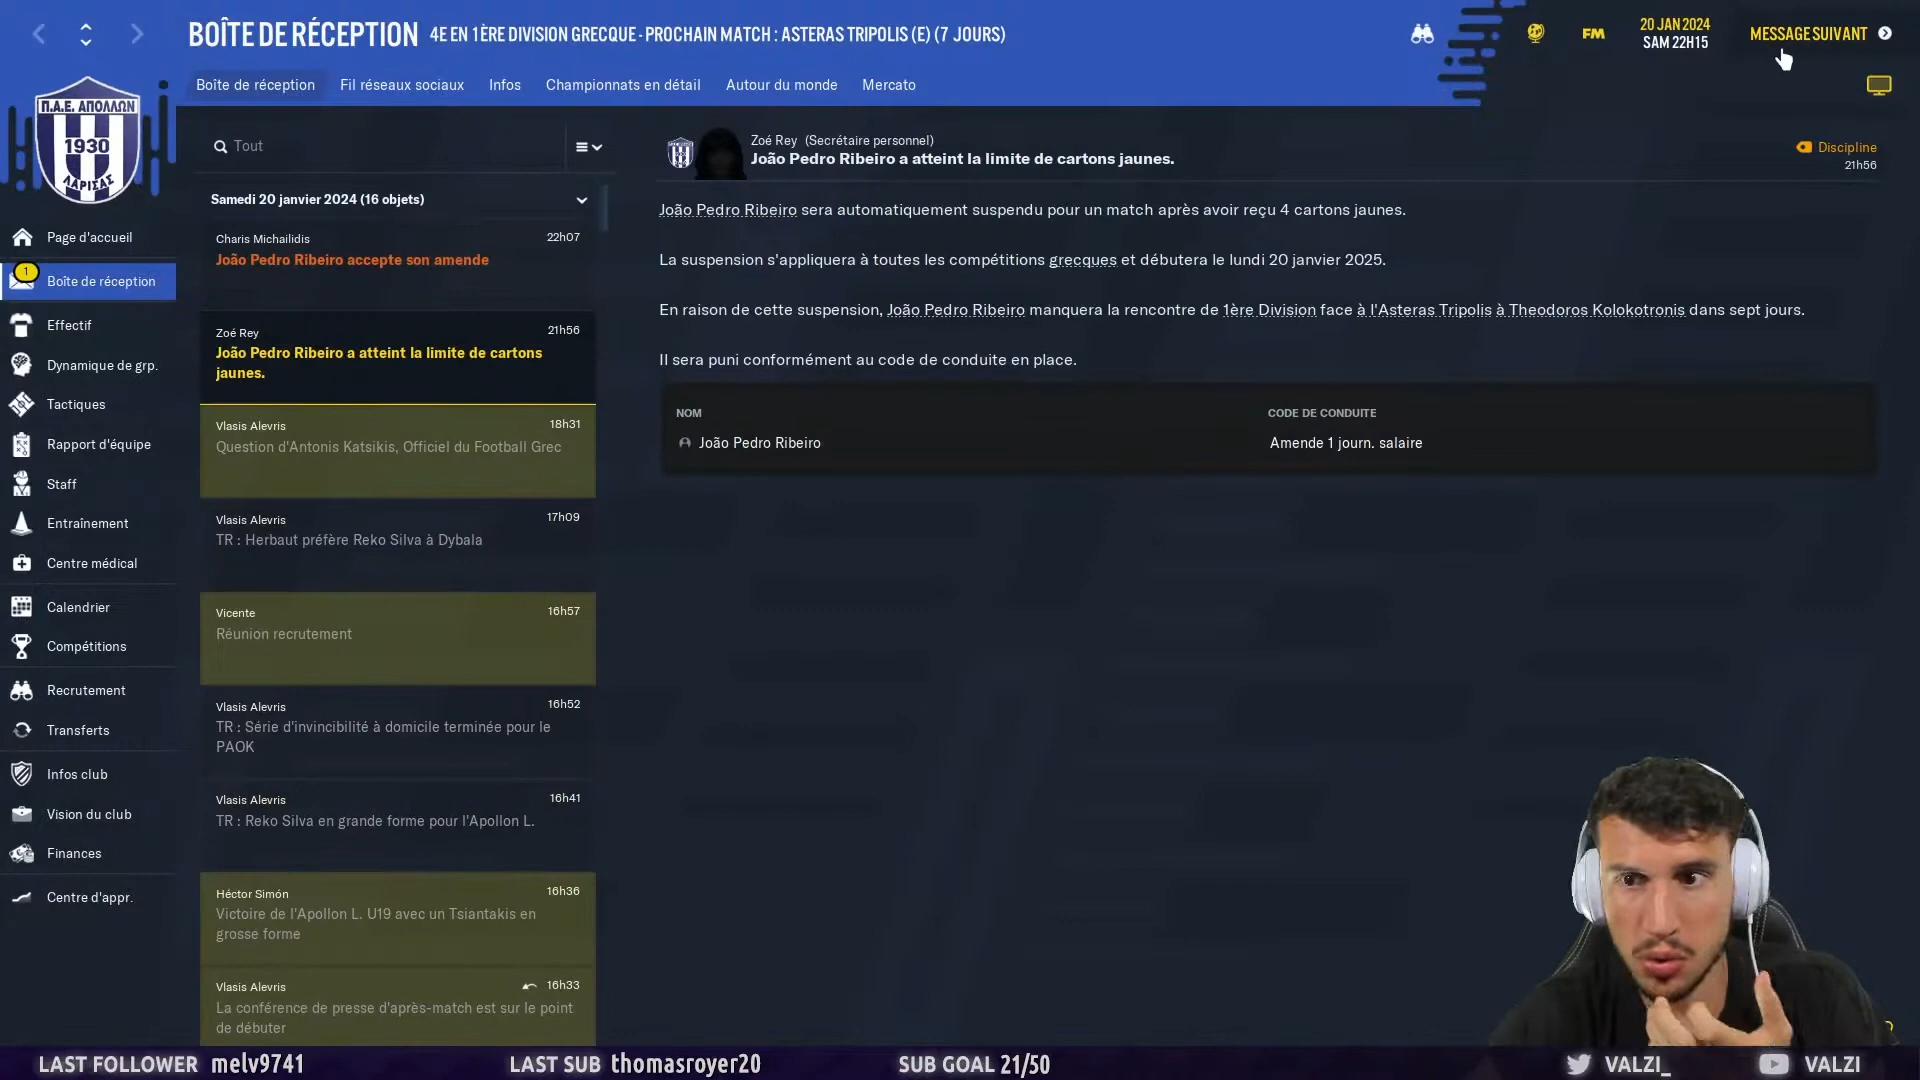 BOÎTE DE RÉCEPTION
4E EN 1ÈRE DIVISION GRECQUE - PROCHAIN MATCH : ASTERAS TRIPOLIS (E) (7 JOURS)
FM
20 JAN 2024
SAM 22H15
MESSAGE SUIVANT
Boîte de réception
Fil réseaux sociaux
Infos
Championnats en détail
Autour du monde
Mercato
Π.Α.Ε. ΑΠΟΛΛΩΝ
1930
ΛΑΡΙΣΑΣ
Page d'accueil
1
Boîte de réception
Effectif
Dynamique de grp.
Tactiques
Rapport d'équipe
Staff
Entraînement
Centre médical
Calendrier
Compétitions
Recrutement
Transferts
Infos club
Vision du club
Finances
Centre d'appr.
Tout
Samedi 20 janvier 2024 (16 objets)
Charis Michailidis 22h07
João Pedro Ribeiro accepte son amende
Zoé Rey 21h56
João Pedro Ribeiro a atteint la limite de cartons
jaunes.
Vlasis Alevris 18h31
Question d'Antonis Katsikis, Officiel du Football Grec
Vlasis Alevris 17h09
TR : Herbaut préfère Reko Silva à Dybala
Vicente 16h57
Réunion recrutement
Vlasis Alevris 16h52
TR : Série d'invincibilité à domicile terminée pour le
PAOK
Vlasis Alevris 16h41
TR : Reko Silva en grande forme pour l'Apollon L.
Héctor Simón 16h36
Victoire de l'Apollon L. U19 avec un Tsiantakis en
grosse forme
Vlasis Alevris 16h33
La conférence de presse d'après-match est sur le point
de débuter
Zoé Rey (Secrétaire personnel)
João Pedro Ribeiro a atteint la limite de cartons jaunes.
Discipline
21h56
João Pedro Ribeiro sera automatiquement suspendu pour un match après avoir reçu 4 cartons jaunes.
La suspension s'appliquera à toutes les compétitions grecques et débutera le lundi 20 janvier 2025.
En raison de cette suspension, João Pedro Ribeiro manquera la rencontre de 1ère Division face à l'Asteras Tripolis à Theodoros Kolokotronis dans sept jours.
Il sera puni conformément au code de conduite en place.
NOM CODE DE CONDUITE
João Pedro Ribeiro Amende 1 journ. salaire
LAST FOLLOWER melv9741
LAST SUB thomasroyer20
SUB GOAL 21/50
VALZI_
VALZI